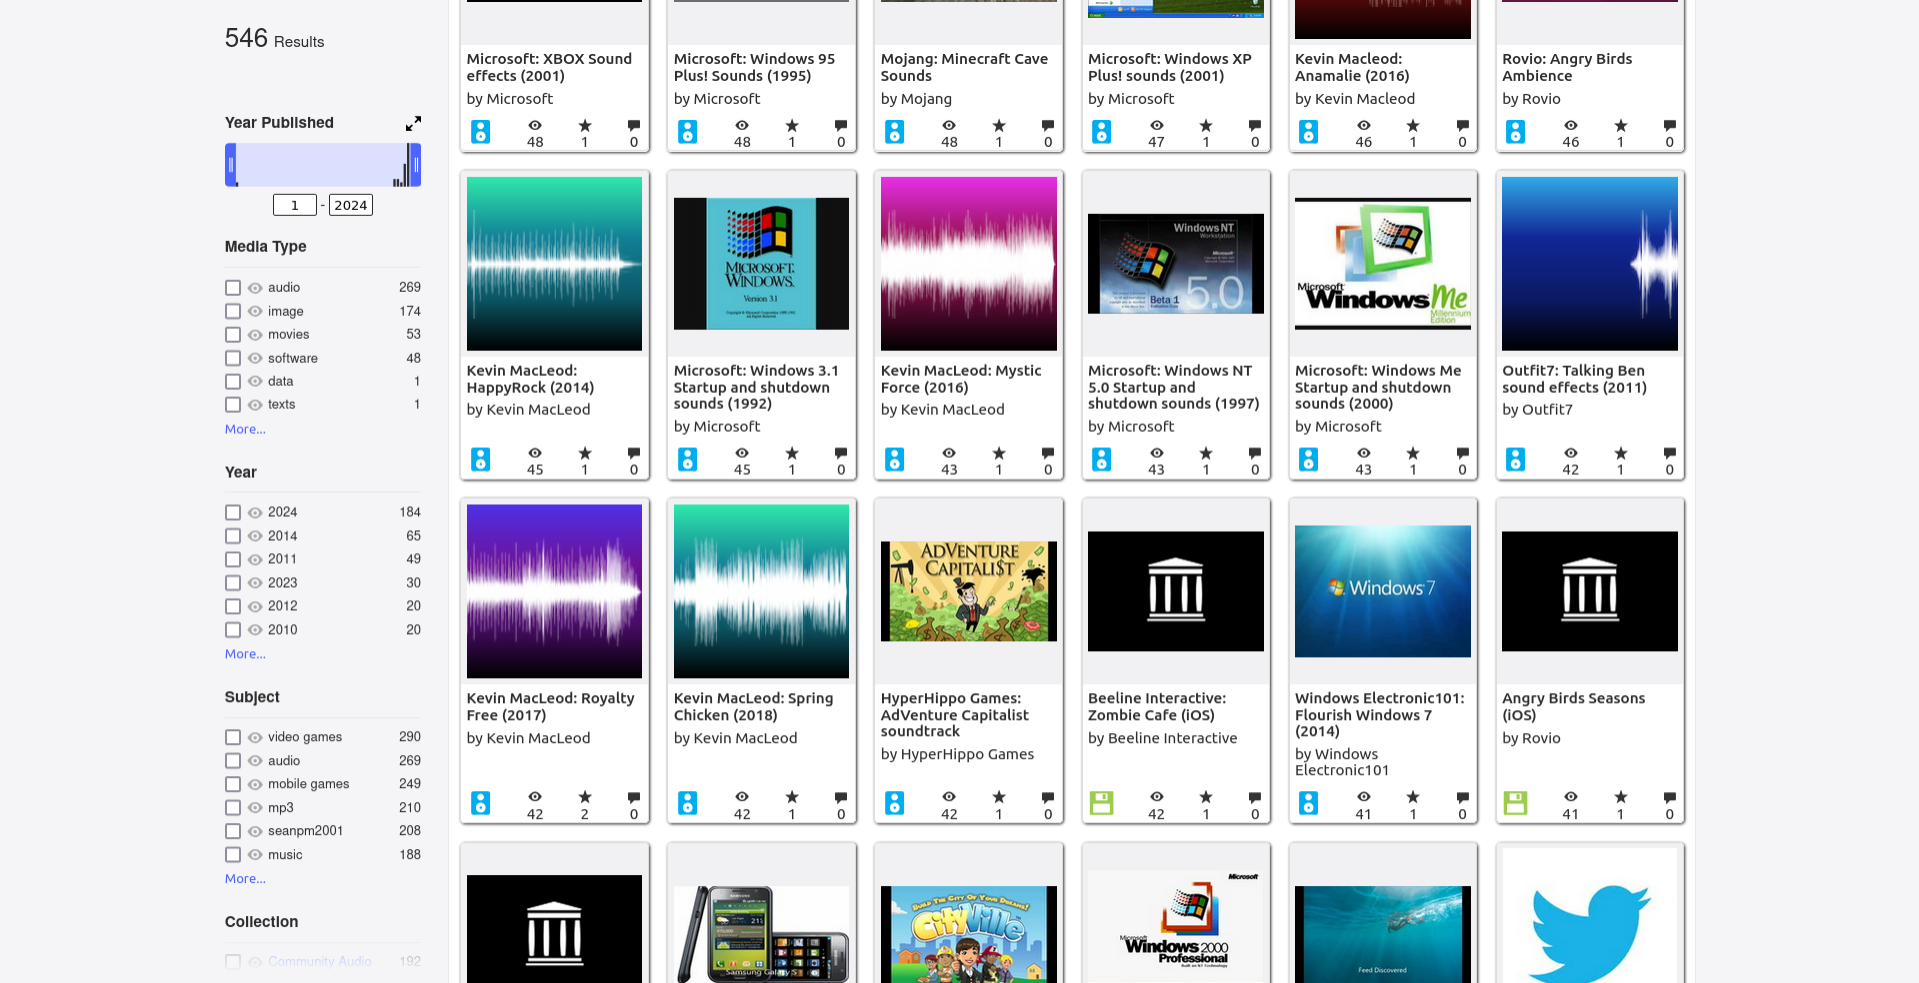 546 Results
Year Published
1 - 2024
Media Type
audio 269
image 174
movies 53
software 48
data 1
texts 1
More...
Year
2024 184
2014 65
2011 49
2023 30
2012 20
2010 20
More...
Subject
video games 290
audio 269
mobile games 249
mp3 210
seanpm2001 208
music 188
More...
Collection
Community Audio 192
Microsoft: XBOX Sound
effects (2001)
by Microsoft
48 1 0
Microsoft: Windows 95
Plus! Sounds (1995)
by Microsoft
48 1 0
Mojang: Minecraft Cave
Sounds
by Mojang
48 1 0
Microsoft: Windows XP
Plus! sounds (2001)
by Microsoft
47 1 0
Kevin Macleod:
Anamalie (2016)
by Kevin Macleod
46 1 0
Rovio: Angry Birds
Ambience
by Rovio
46 1 0
Kevin MacLeod:
HappyRock (2014)
by Kevin MacLeod
45 1 0
MICROSOFT.
WINDOWS.
Version 3.1
Microsoft: Windows 3.1
Startup and shutdown
sounds (1992)
by Microsoft
45 1 0
Kevin MacLeod: Mystic
Force (2016)
by Kevin MacLeod
43 1 0
Windows NT
Workstation
Beta 1
5.0
Microsoft: Windows NT
5.0 Startup and
shutdown sounds (1997)
by Microsoft
43 1 0
Microsoft
Windows Me
Millennium
Edition
Microsoft: Windows Me
Startup and shutdown
sounds (2000)
by Microsoft
43 1 0
Outfit7: Talking Ben
sound effects (2011)
by Outfit7
42 1 0
Kevin MacLeod: Royalty
Free (2017)
by Kevin MacLeod
42 2 0
Kevin MacLeod: Spring
Chicken (2018)
by Kevin MacLeod
42 1 0
ADVENTURE
CAPITALI$T
HyperHippo Games:
AdVenture Capitalist
soundtrack
by HyperHippo Games
42 1 0
Beeline Interactive:
Zombie Cafe (iOS)
by Beeline Interactive
42 1 0
Windows 7
Windows Electronic101:
Flourish Windows 7
(2014)
by Windows
Electronic101
41 1 0
Angry Birds Seasons
(iOS)
by Rovio
41 1 0
Samsung Galaxy S
BUILD THE CITY OF YOUR DREAMS!
CityVille
Microsoft
Microsoft
Windows 2000
Professional
Built on NT Technology
Feed Discovered